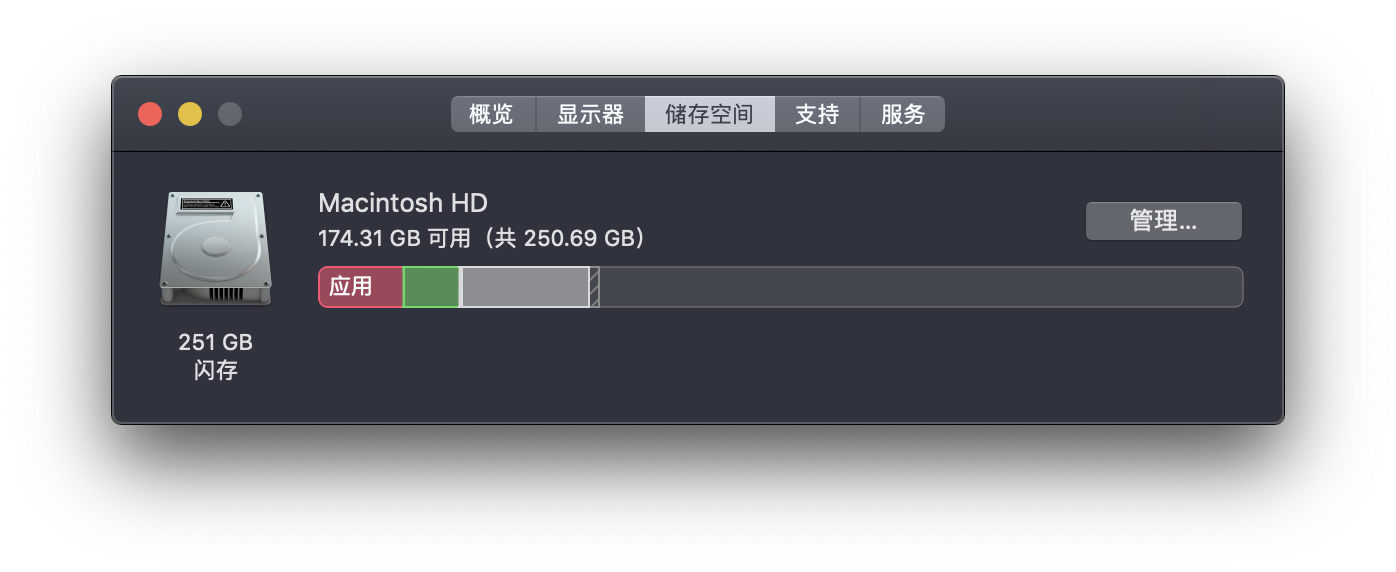 概览 显示器 储存空间 支持 服务
Macintosh HD
174.31 GB 可用（共 250.69 GB）
管理...
应用
251 GB
闪存